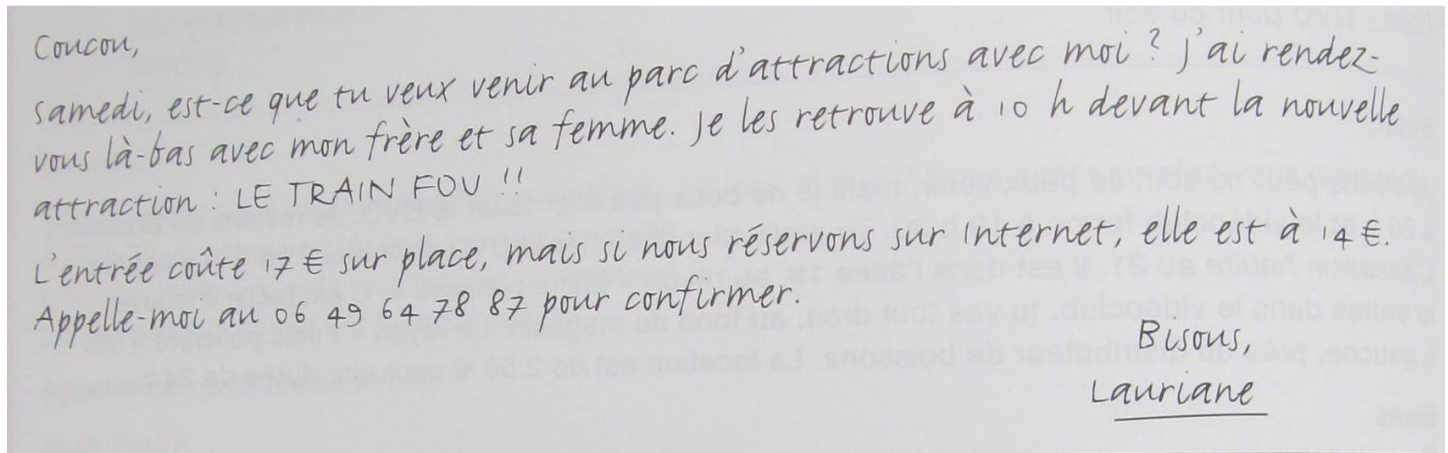 Coucou,
Samedi, est-ce que tu veux venir au parc d'attractions avec moi ? J'ai rendez-
vous là-bas avec mon frère et sa femme. Je les retrouve à 10 h devant la nouvelle
attraction : LE TRAIN FOU !!
L'entrée coûte 17 € sur place, mais si nous réservons sur Internet, elle est à 14 €.
Appelle-moi au 06 49 64 78 87 pour confirmer.
Bisous,
Lauriane